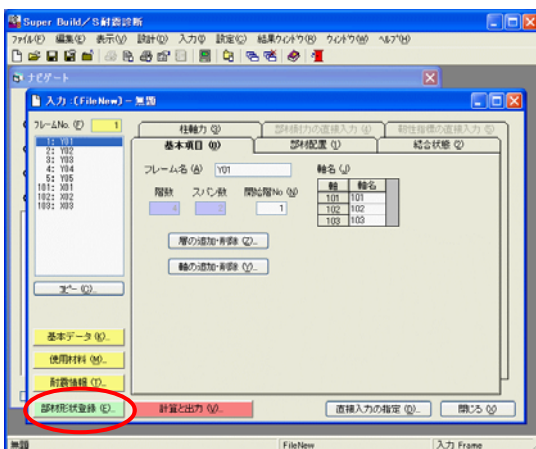 Super Build／S耐震診断
ファイル(F) 編集(E) 表示(V) 設計(D) 入力(I) 設定(C) 結果ウィンドウ(R) ウィンドウ(W) ヘルプ(H)
ナビゲート
入力 :(FileNew) - 無題
フレームNo. (F) 1
1: Y01
2: Y02
3: Y03
4: Y04
5: Y05
101: X01
102: X02
103: X03
コピー (C)...
基本データ (K)...
使用材料 (M)...
耐震情報 (T)...
部材形状登録 (E)...
柱軸力 (3) 部材耐力の直接入力 (4) 靭性指標の直接入力 (5)
基本項目 (0) 部材配置 (1) 結合状態 (2)
フレーム名 (A) Y01
階数 スパン数 開始階No (N)
4 2 1
層の追加・削除 (Z)...
軸の追加・削除 (Y)...
軸名 (J)
軸 軸名
101 101
102 102
103 103
計算と出力 (V)...
直接入力の指定 (D)...
閉じる (X)
無題 FileNew 入力 Frame